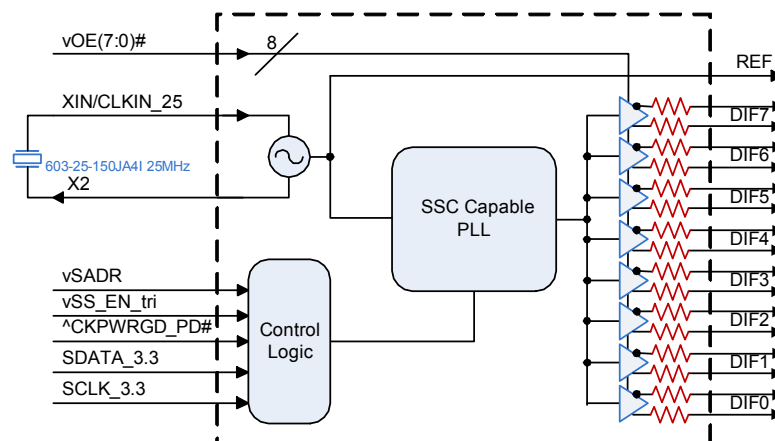 vOE(7:0)#
8
REF
XIN/CLKIN_25
DIF7
603-25-150JA4I 25MHz
DIF6
X2
SSC Capable
PLL
DIF5
DIF4
vSADR
DIF3
vSS_EN_tri
^CKPWRGD_PD#
Control
Logic
DIF2
SDATA_3.3
DIF1
SCLK_3.3
DIF0